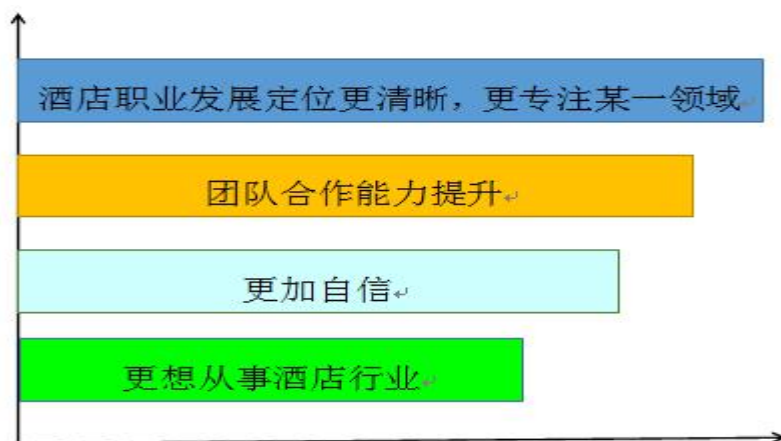 酒店职业发展定位更清晰，更专注某一领域
团队合作能力提升
更加自信
更想从事酒店行业